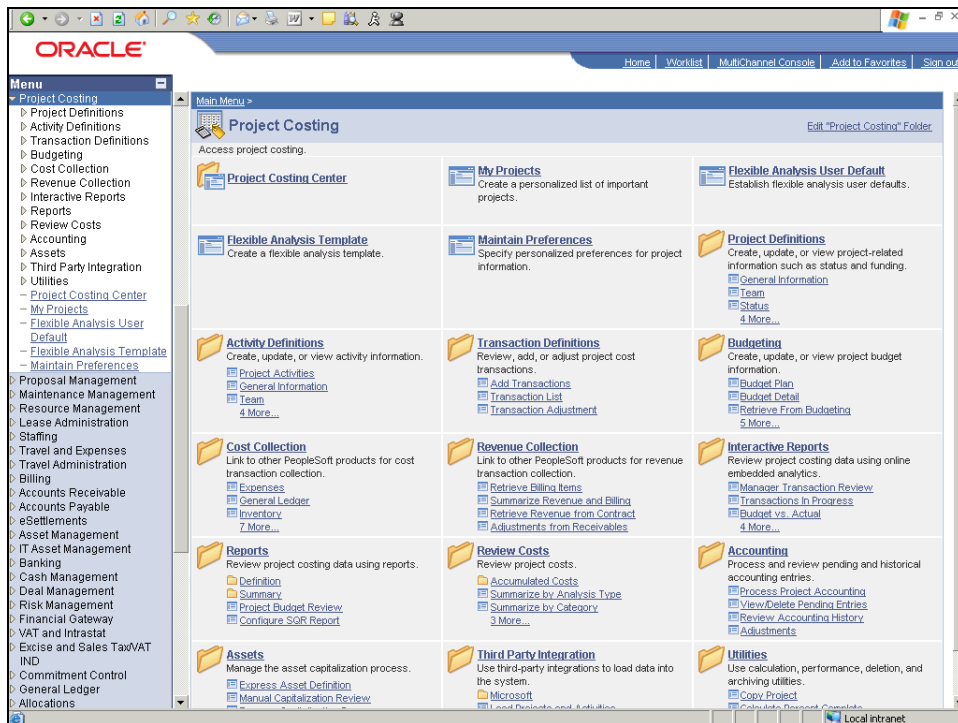 ORACLE'
Home | Worklist | MultiChannel Console | Add to Favorites | Sign out
Menu
Project Costing
Project Definitions
Activity Definitions
Transaction Definitions
Budgeting
Cost Collection
Revenue Collection
Interactive Reports
Reports
Review Costs
Accounting
Assets
Third Party Integration
Utilities
– Project Costing Center
– My Projects
– Flexible Analysis User
Default
– Flexible Analysis Template
– Maintain Preferences
Proposal Management
Maintenance Management
Resource Management
Lease Administration
Staffing
Travel and Expenses
Travel Administration
Billing
Accounts Receivable
Accounts Payable
eSettlements
Asset Management
IT Asset Management
Banking
Cash Management
Deal Management
Risk Management
Financial Gateway
VAT and Intrastat
Excise and Sales Tax/VAT
IND
Commitment Control
General Ledger
Allocations
Main Menu >
Project Costing
Edit "Project Costing" Folder
Access project costing.
Project Costing Center
My Projects
Create a personalized list of important
projects.
Flexible Analysis User Default
Establish flexible analysis user defaults.
Flexible Analysis Template
Create a flexible analysis template.
Maintain Preferences
Specify personalized preferences for project
information.
Project Definitions
Create, update, or view project-related
information such as status and funding.
General Information
Team
Status
4 More...
Activity Definitions
Create, update, or view activity information.
Project Activities
General Information
Team
4 More...
Transaction Definitions
Review, add, or adjust project cost
transactions.
Add Transactions
Transaction List
Transaction Adjustment
Budgeting
Create, update, or view project budget
information.
Budget Plan
Budget Detail
Retrieve From Budgeting
5 More...
Cost Collection
Link to other PeopleSoft products for cost
transaction collection.
Expenses
General Ledger
Inventory
7 More...
Revenue Collection
Link to other PeopleSoft products for revenue
transaction collection.
Retrieve Billing Items
Summarize Revenue and Billing
Retrieve Revenue from Contract
Adjustments from Receivables
Interactive Reports
Review project costing data using online
embedded analytics.
Manager Transaction Review
Transactions In Progress
Budget vs. Actual
4 More...
Reports
Review project costing data using reports.
Definition
Summary
Project Budget Review
Configure SGR Report
Review Costs
Review project costs.
Accumulated Costs
Summarize by Analysis Type
Summarize by Category
3 More...
Accounting
Process and review pending and historical
accounting entries.
Process Project Accounting
View/Delete Pending Entries
Review Accounting History
Adjustments
Assets
Manage the asset capitalization process.
Express Asset Definition
Manual Capitalization Review
Third Party Integration
Use third-party integrations to load data into
the system.
Microsoft
Load Projects and Activities
Utilities
Use calculation, performance, deletion, and
archiving utilities.
Copy Project
Calculate Percent Complete
Local intranet